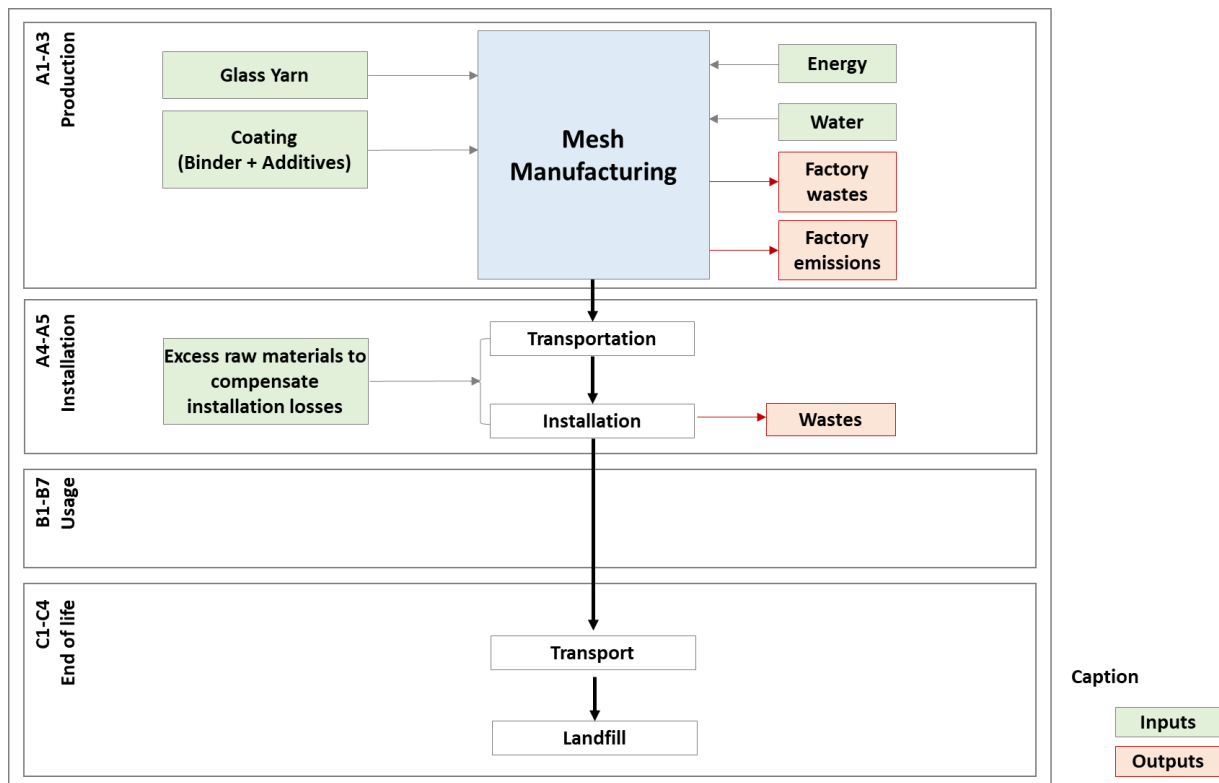 A1-A3
Production
Glass Yarn
Coating
(Binder + Additives)
Mesh
Manufacturing
Energy
Water
Factory
wastes
Factory
emissions
A4-A5
Installation
Excess raw materials to
compensate
installation losses
Transportation
Installation
Wastes
B1-B7
Usage
C1-C4
End of life
Transport
Landfill
Caption
Inputs
Outputs